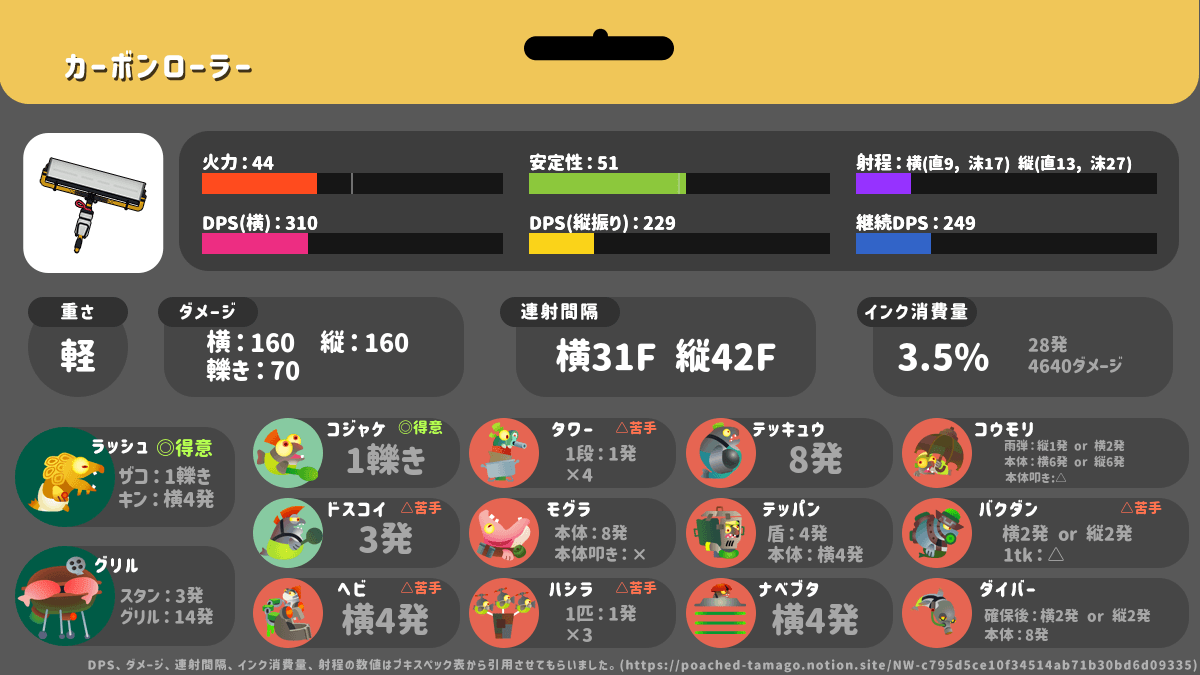 カーボンローラー
火力：44
安定性：51
射程：横(直9, 沫17) 縦(直13, 沫27)
DPS(横)：310
DPS(縦振り)：229
継続DPS：249
重さ
軽
ダメージ
横：160 縦：160
轢き：70
連射間隔
横31F 縦42F
インク消費量
3.5%
28発
4640ダメージ
ラッシュ ◎得意
ザコ：1轢き
キン：横4発
グリル
スタン：3発
グリル：14発
コジャケ ◎得意
1轢き
ドスコイ △苦手
3発
ヘビ △苦手
横4発
タワー △苦手
1段：1発
×4
モグラ
本体：8発
本体叩き：×
ハシラ △苦手
1匹：1発
×3
テッキュウ
8発
テッパン
盾：4発
本体：横4発
ナベブタ
横4発
コウモリ
雨弾：縦1発 or 横2発
本体：横6発 or 縦6発
本体叩き:△
バクダン △苦手
横2発 or 縦2発
1tk：△
ダイバー
確保後：横2発 or 縦2発
本体：8発
DPS、ダメージ、連射間隔、インク消費量、射程の数値はブキスペック表から引用させてもらいました。(https://poached-tamago.notion.site/NW-c795d5ce10f34514ab71b30bd6d09335)